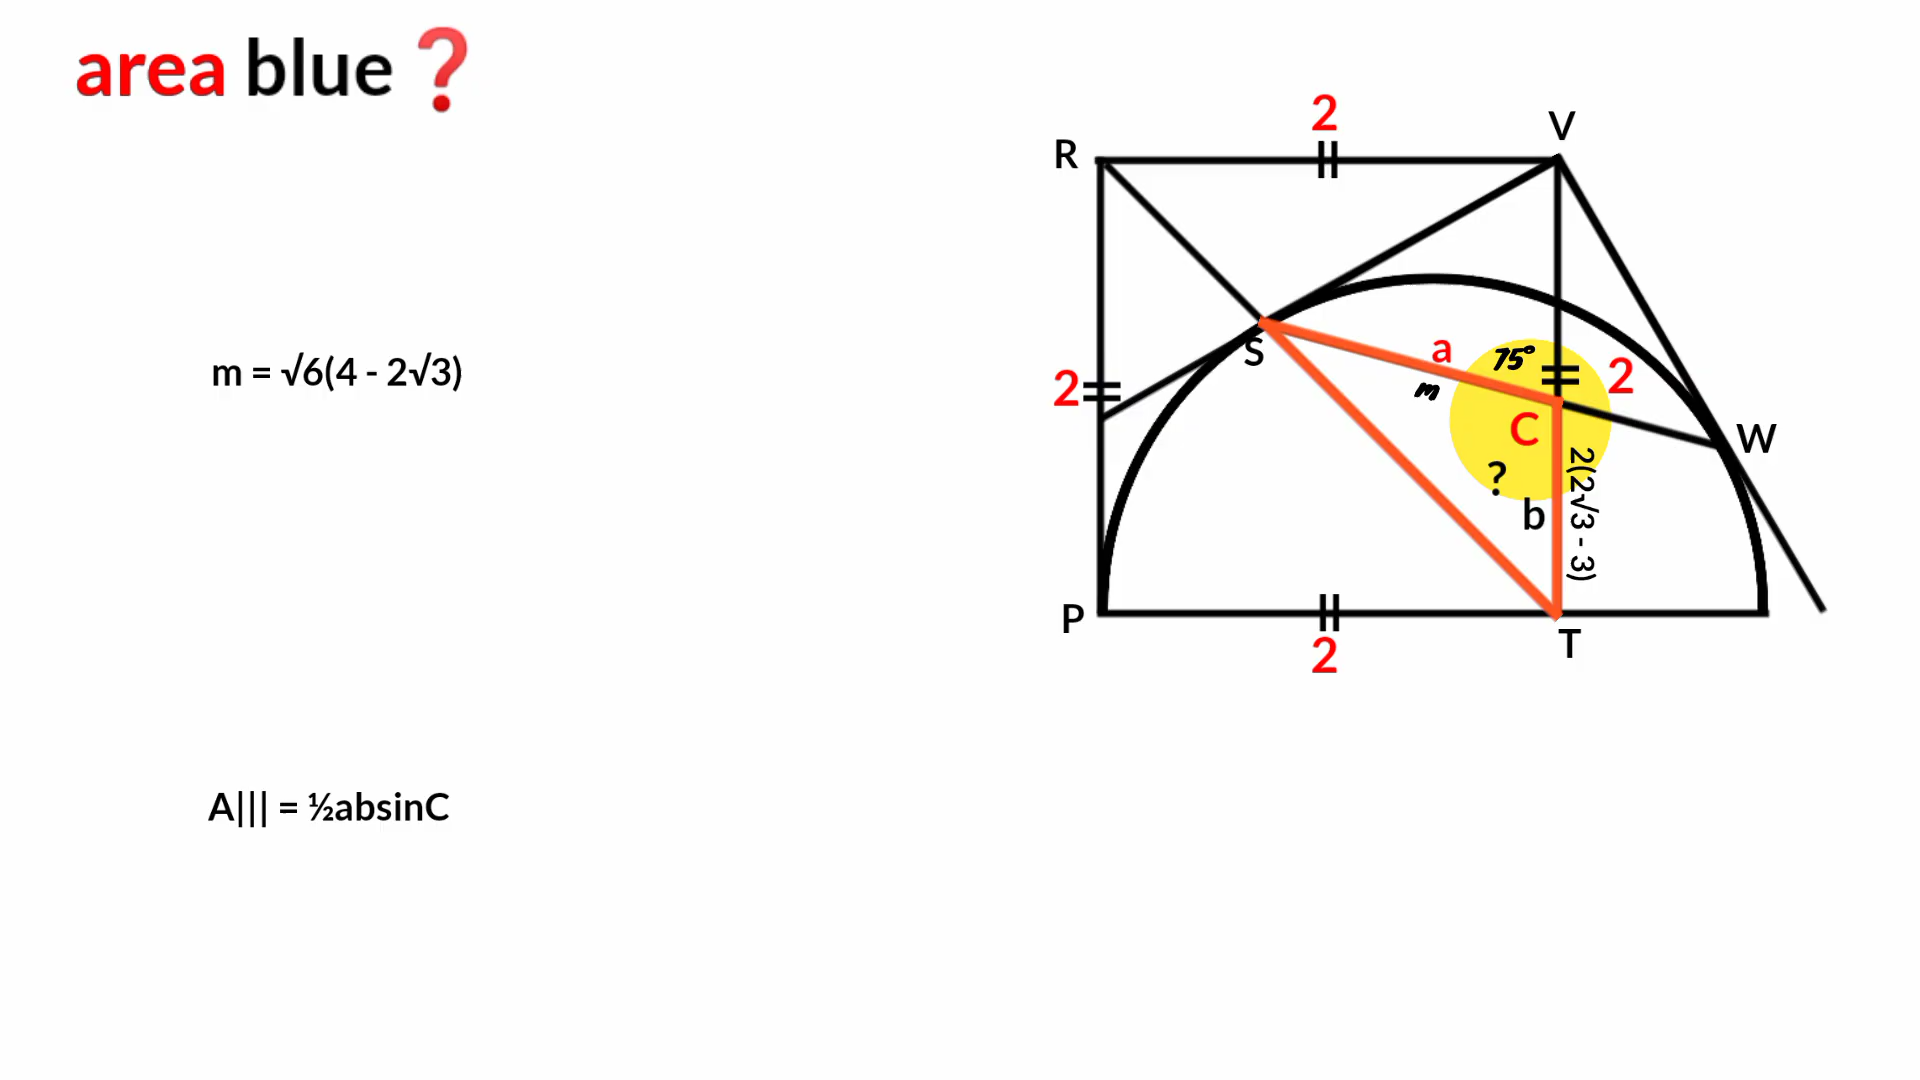 area blue ❓
2
V
R
S
a
75°
m
2
2
C
W
?
b
2(2√3 - 3)
P
T
2
m = √6(4 - 2√3)
A||| = ½absinC